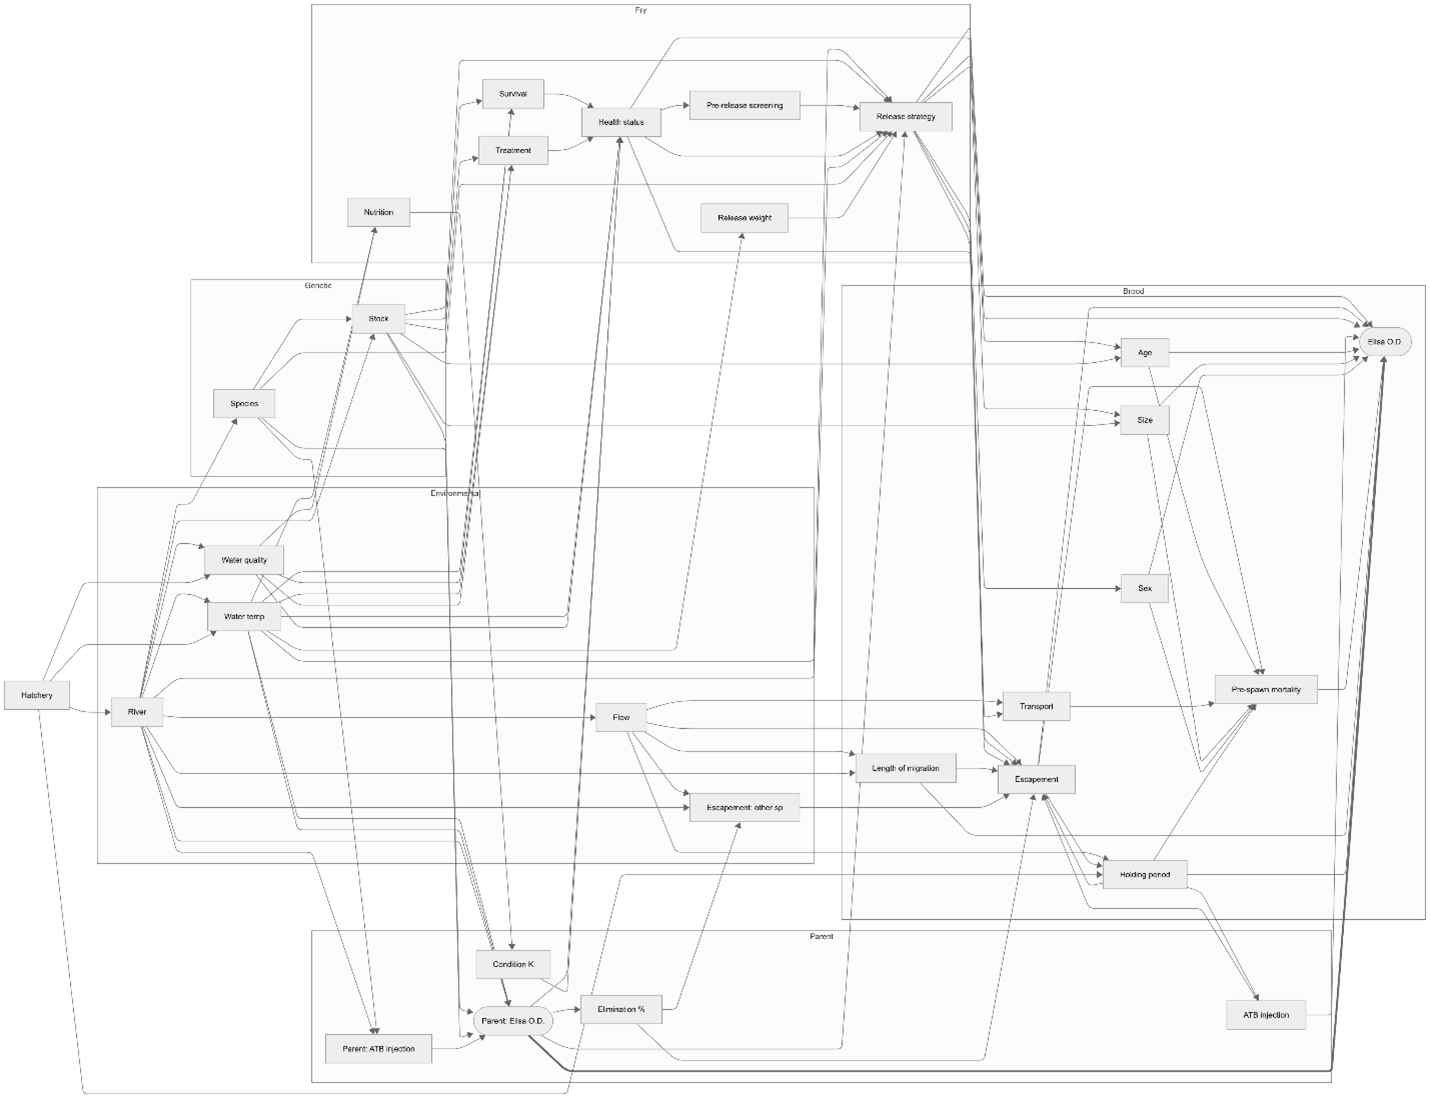 Fry
Survival
Pre-release screening
Health status
Release strategy
Treatment
Nutrition
Release weight
Genetic
Stock
Species
Brood
Elisa O.D.
Age
Size
Sex
Pre-spawn mortality
Transport
Escapement
Holding period
Environmental
Water quality
Water temp
Hatchery
River
Flow
Length of migration
Escapement: other sp
Parent
Condition K
Elimination %
Parent: Elisa O.D.
ATB injection
Parent: ATB injection